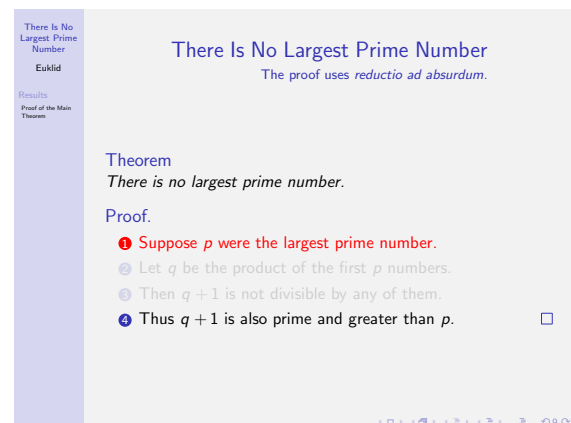 There Is No
Largest Prime
Number
Euklid
Results
Proof of the Main
Theorem
There Is No Largest Prime Number
The proof uses reductio ad absurdum.
Theorem
There is no largest prime number.
Proof.
1 Suppose p were the largest prime number.
2 Let q be the product of the first p numbers.
3 Then q + 1 is not divisible by any of them.
4 Thus q + 1 is also prime and greater than p.